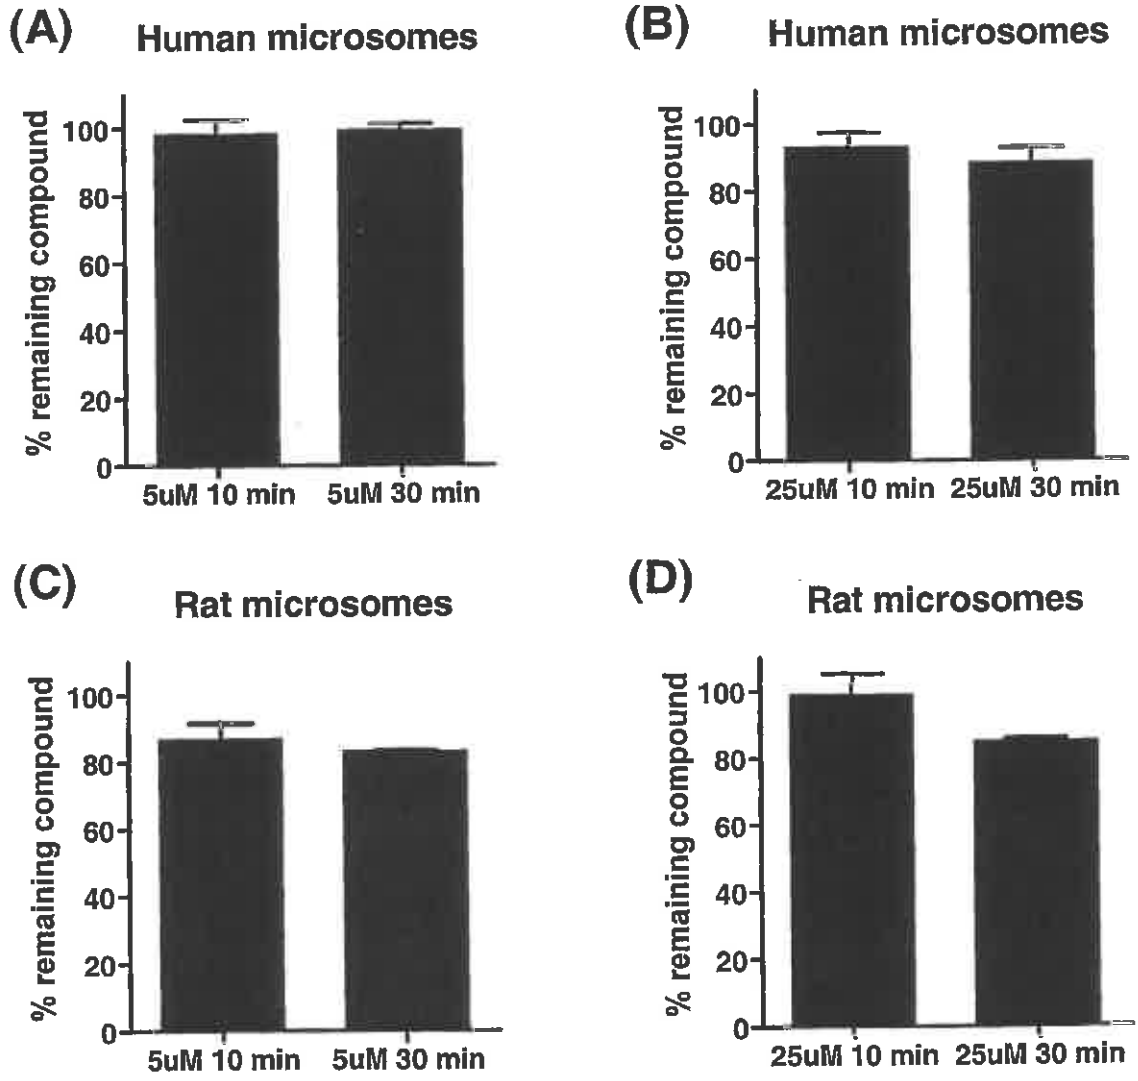 (A) Human microsomes
% remaining compound
100
80
60
40
20
0
5uM 10 min 5uM 30 min
(B) Human microsomes
% remaining compound
100
80
60
40
20
0
25uM 10 min 25uM 30 min
(C) Rat microsomes
% remaining compound
100
80
60
40
20
0
5uM 10 min 5uM 30 min
(D) Rat microsomes
% remaining compound
100
80
60
40
20
0
25uM 10 min 25uM 30 min